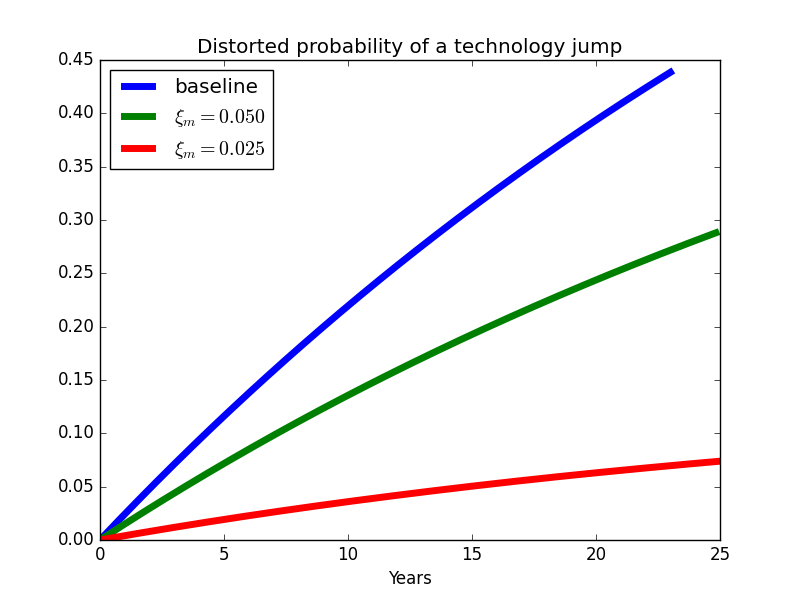 Distorted probability of a technology jump
baseline
ξm = 0.050
ξm = 0.025
0.45
0.40
0.35
0.30
0.25
0.20
0.15
0.10
0.05
0.00
0 5 10 15 20 25
Years